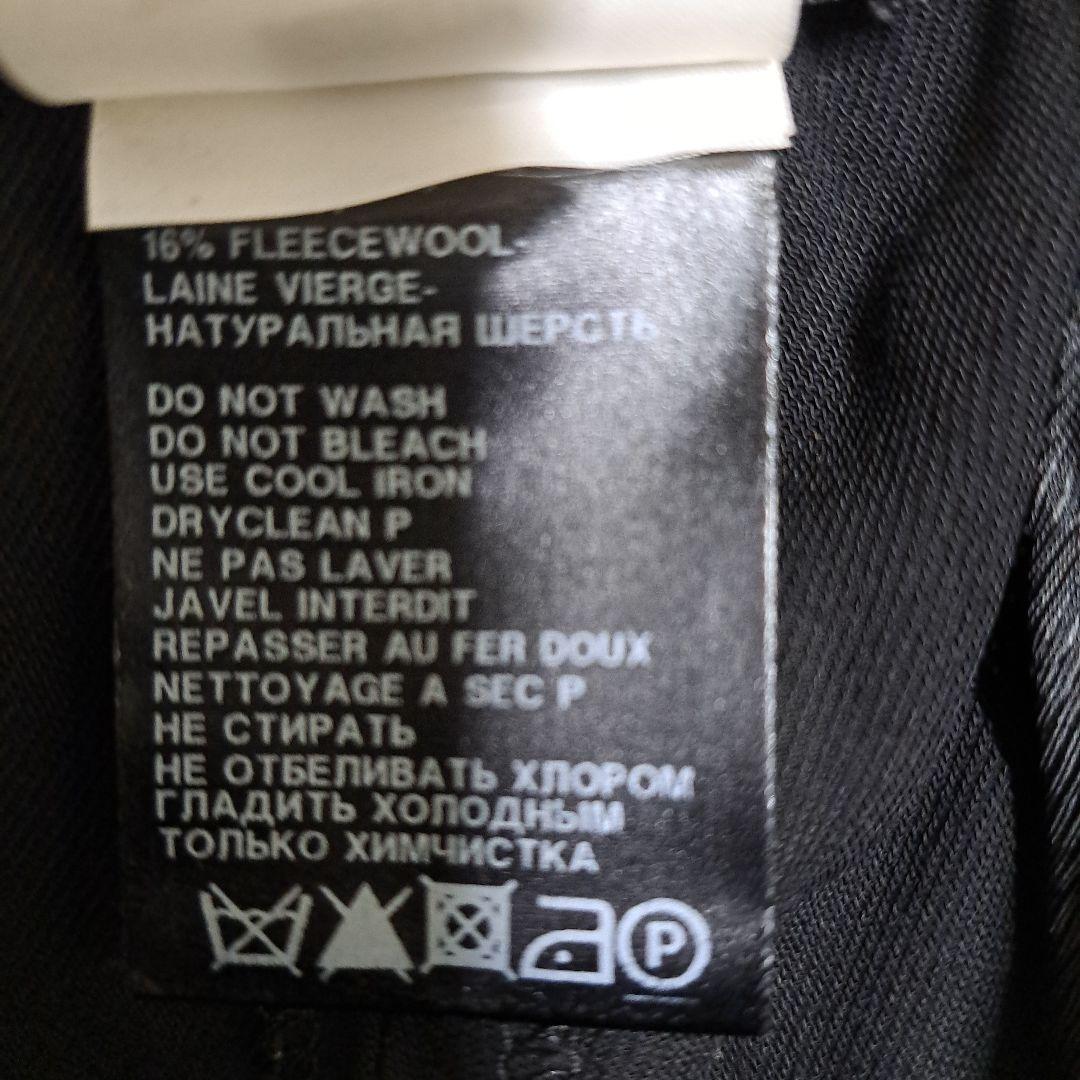 16% FLEECEWOOL-
LAINE VIERGE-
НАТУРАЛЬНАЯ ШЕРСТЬ
DO NOT WASH
DO NOT BLEACH
USE COOL IRON
DRYCLEAN P
NE PAS LAVER
JAVEL INTERDIT
REPASSER AU FER DOUX
NETTOYAGE A SEC P
НЕ СТИРАТЬ
НЕ ОТБЕЛИВАТЬ ХЛОРОМ
ГЛАДИТЬ ХОЛОДНЫМ
ТОЛЬКО ХИМЧИСТКА
P